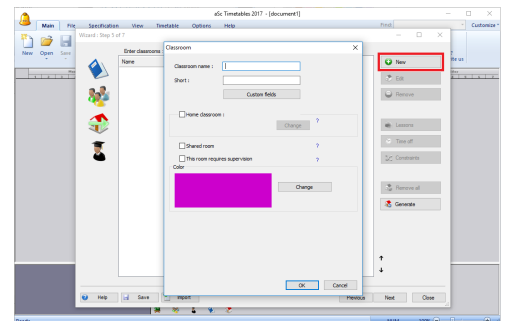 aSc Timetables 2017 - [document1]
Main File Specification View Timetable Options Help Find Customize
New Open Save
Wizard - Step 5 of 7
Enter classrooms
Name
Classroom
Classroom name :
Short :
Custom fields
Home classroom :
Change ?
Shared room ?
This room requires supervision ?
Color
Change
OK Cancel
New
Edit
Remove
Lessons
Time off
Constraints
Remove all
Generate
Help Save Import Previous Next Close